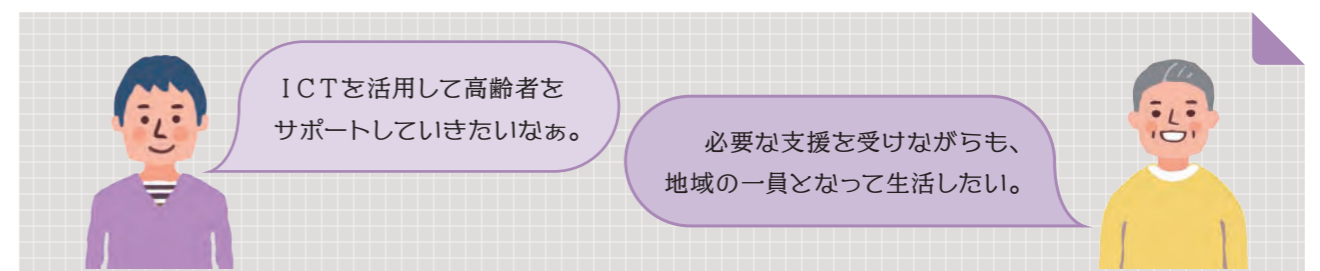 ICTを活用して高齢者を
サポートしていきたいなぁ。
必要な支援を受けながらも、
地域の一員となって生活したい。